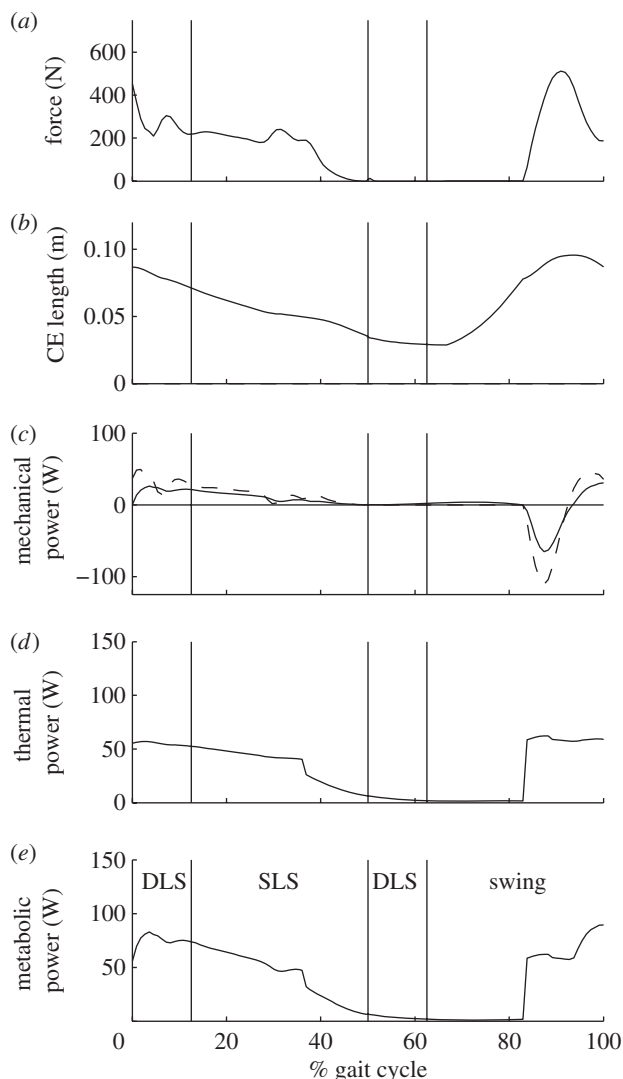 (a)
force (N)
600
400
200
0
(b)
CE length (m)
0.10
0.05
0
(c)
mechanical
power (W)
100
0
−100
(d)
thermal
power (W)
150
100
50
0
(e)
metabolic
power (W)
150
100
50
DLS
SLS
DLS
swing
0
20
40
60
80
100
% gait cycle